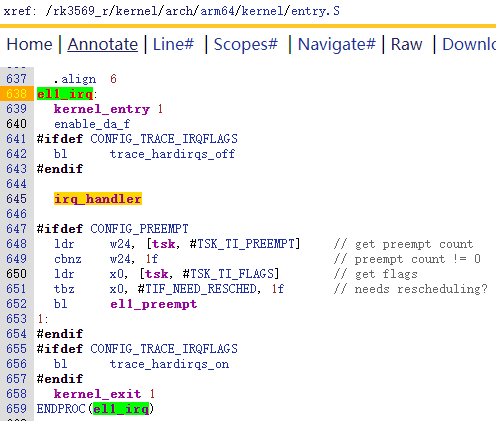 xref: /rk3569_r/kernel/arch/arm64/kernel/entry.S
Home | Annotate | Line# | Scopes# | Navigate# | Raw | Downlo
637 .align 6
638 el1_irq:
639 kernel_entry 1
640 enable_da_f
641 #ifdef CONFIG_TRACE_IRQFLAGS
642 bl trace_hardirqs_off
643 #endif
644
645 irq_handler
646
647 #ifdef CONFIG_PREEMPT
648 ldr w24, [tsk, #TSK_TI_PREEMPT] // get preempt count
649 cbnz w24, 1f // preempt count != 0
650 ldr x0, [tsk, #TSK_TI_FLAGS] // get flags
651 tbz x0, #TIF_NEED_RESCHED, 1f // needs rescheduling?
652 bl el1_preempt
653 1:
654 #endif
655 #ifdef CONFIG_TRACE_IRQFLAGS
656 bl trace_hardirqs_on
657 #endif
658 kernel_exit 1
659 ENDPROC(el1_irq)